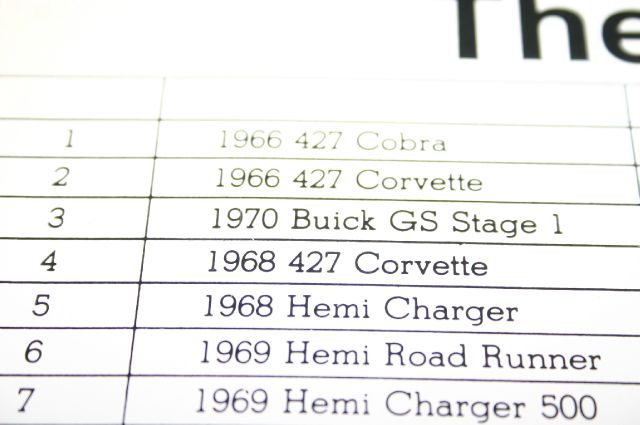 The
1 1966 427 Cobra
2 1966 427 Corvette
3 1970 Buick GS Stage 1
4 1968 427 Corvette
5 1968 Hemi Charger
6 1969 Hemi Road Runner
7 1969 Hemi Charger 500